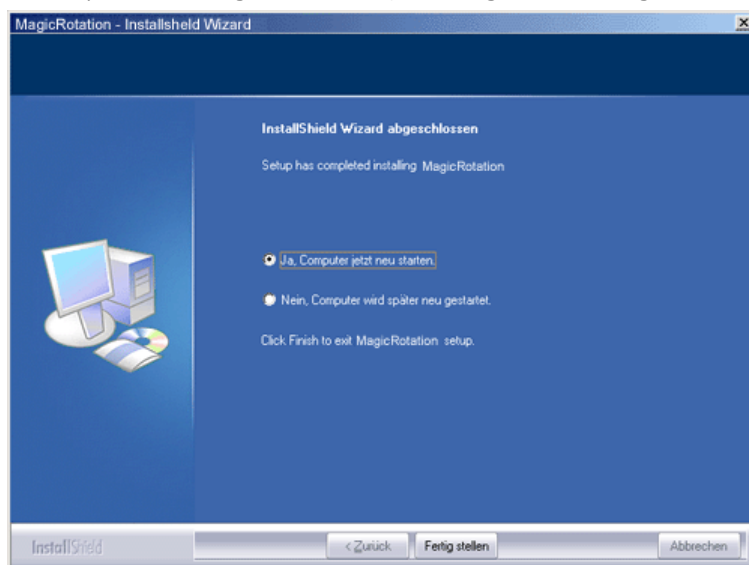 MagicRotation - Installsheld Wizard
InstallShield Wizard abgeschlossen
Setup has completed installing MagicRotation
Ja, Computer jetzt neu starten.
Nein, Computer wird später neu gestartet.
Click Finish to exit MagicRotation setup.
InstallShield
< Zurück
Fertig stellen
Abbrechen